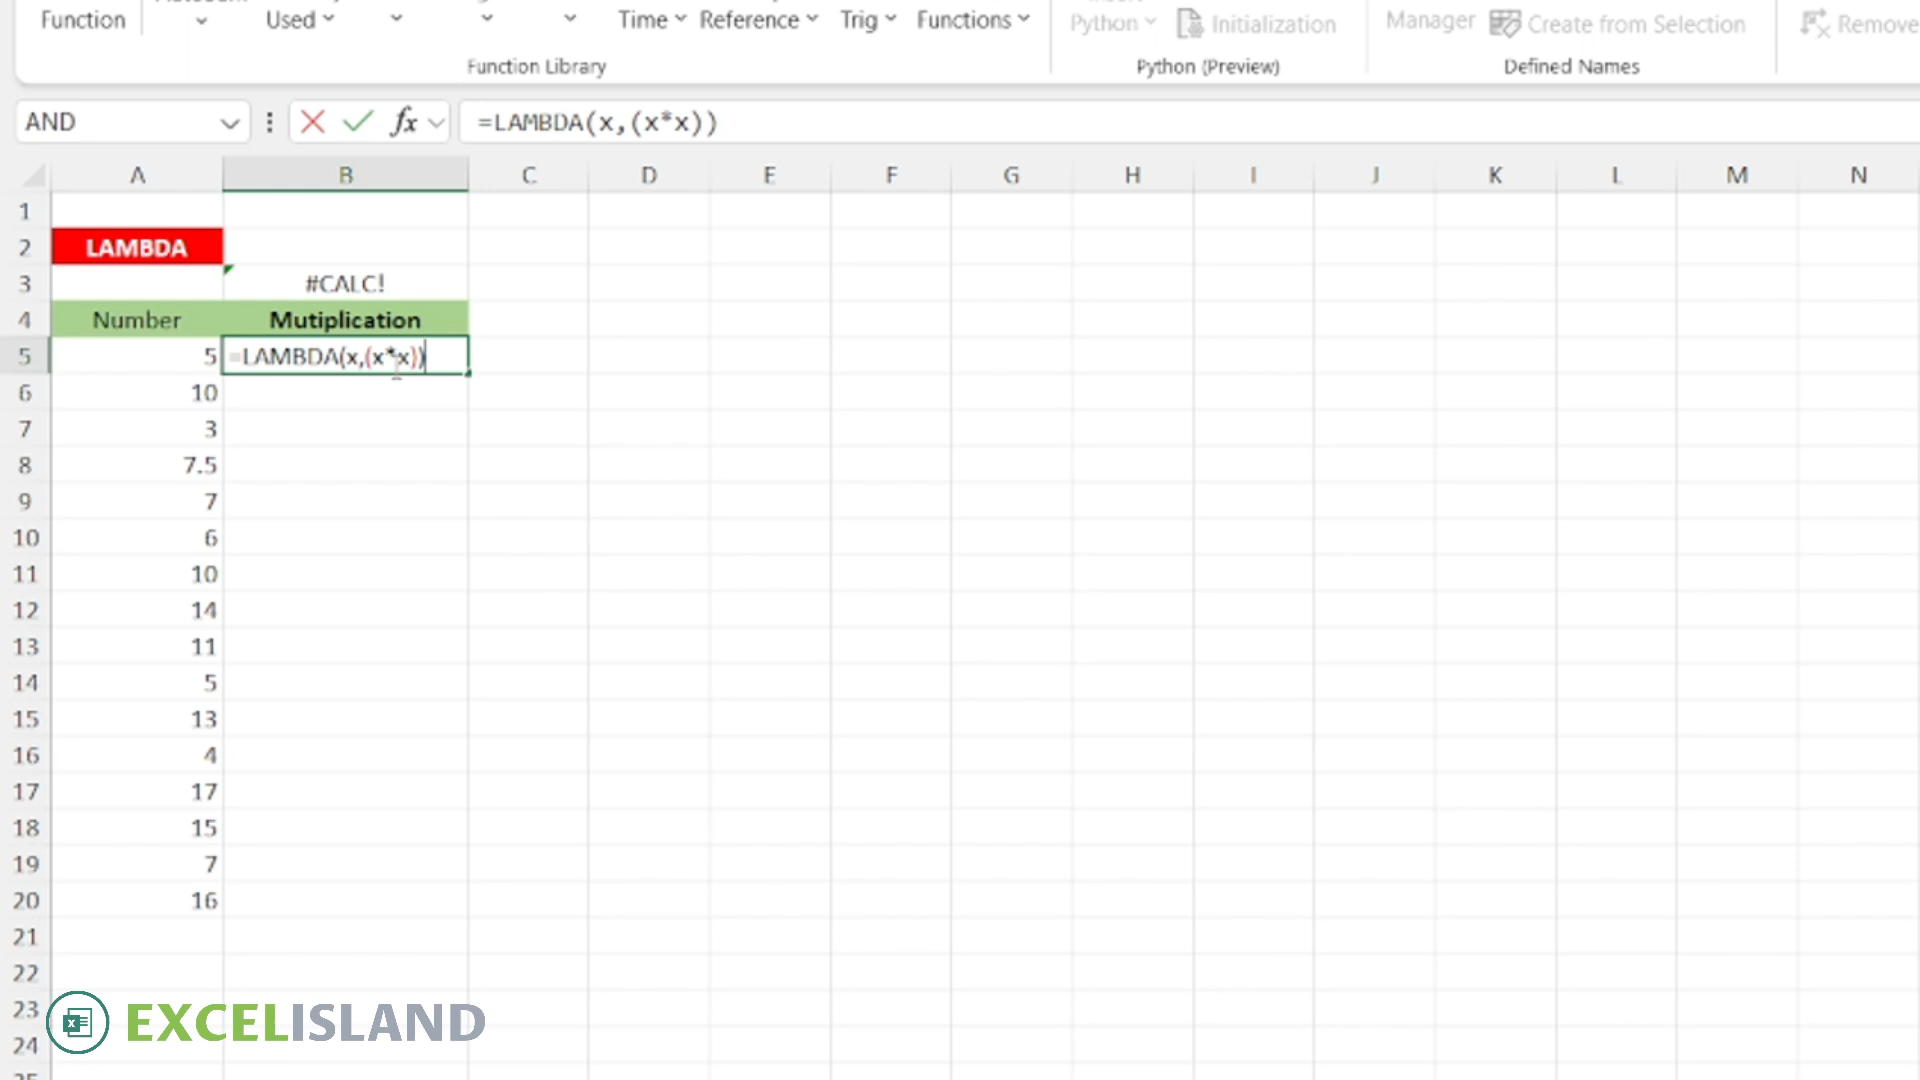 Function Used Time Reference Trig Functions Python Initialization Manager Create from Selection Remove
Function Library Python (Preview) Defined Names
AND fx =LAMBDA(x,(x*x))
A B C D E F G H I J K L M N
1
2 LAMBDA
3 #CALC!
4 Number Mutiplication
5 5 =LAMBDA(x,(x*x))
6 10
7 3
8 7.5
9 7
10 6
11 10
12 14
13 11
14 5
15 13
16 4
17 17
18 15
19 7
20 16
21
22
23
EXCELISLAND
24